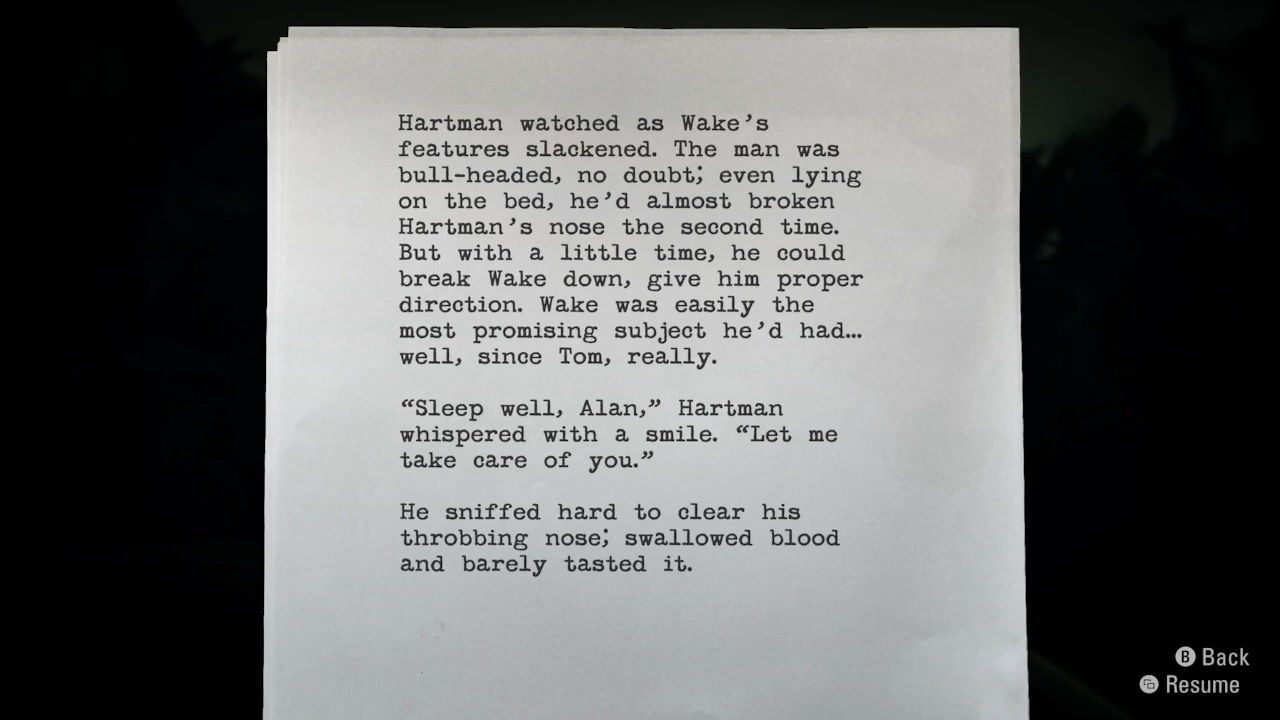 Hartman watched as Wake’s
features slackened. The man was
bull-headed, no doubt; even lying
on the bed, he’d almost broken
Hartman’s nose the second time.
But with a little time, he could
break Wake down, give him proper
direction. Wake was easily the
most promising subject he’d had…
well, since Tom, really.
“Sleep well, Alan,” Hartman
whispered with a smile. “Let me
take care of you.”
He sniffed hard to clear his
throbbing nose; swallowed blood
and barely tasted it.
B Back
Resume